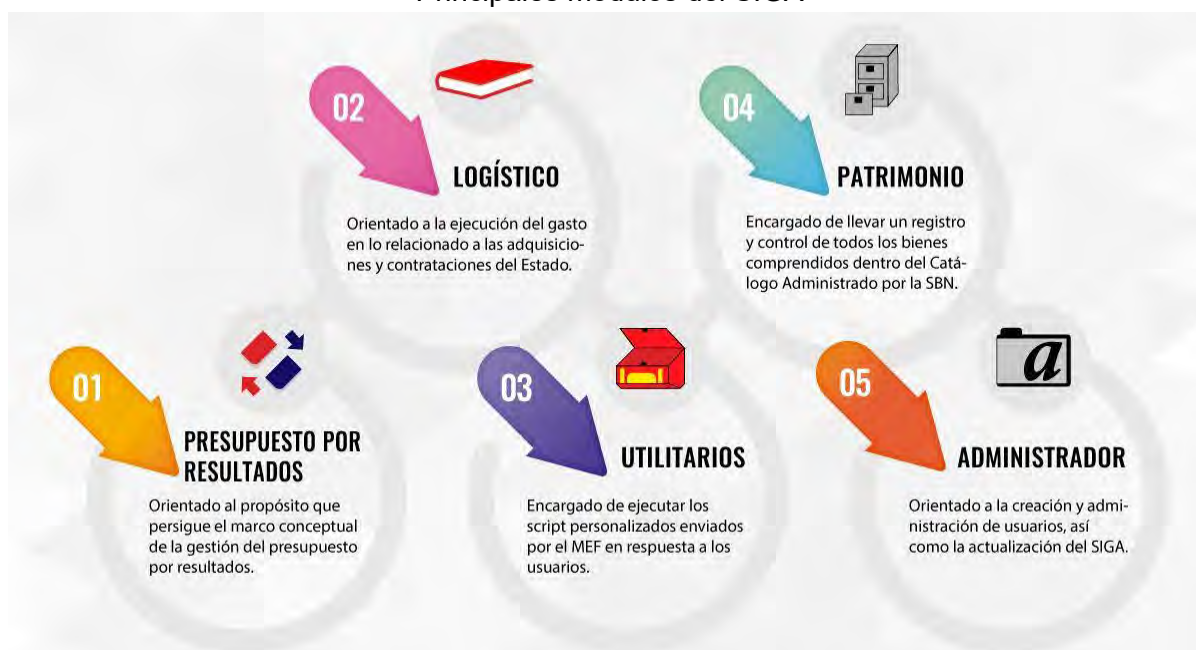 Principales módulos del SIGA
02
LOGÍSTICO
Orientado a la ejecución del gasto
en lo relacionado a las adquisicio-
nes y contrataciones del Estado.
04
PATRIMONIO
Encargado de llevar un registro
y control de todos los bienes
comprendidos dentro del Catá-
logo Administrado por la SBN.
01
PRESUPUESTO POR
RESULTADOS
Orientado al propósito que
persigue el marco conceptual
de la gestión del presupuesto
por resultados.
03
UTILITARIOS
Encargado de ejecutar los
script personalizados enviados
por el MEF en respuesta a los
usuarios.
a
05
ADMINISTRADOR
Orientado a la creación y admi-
nistración de usuarios, así
como la actualización del SIGA.